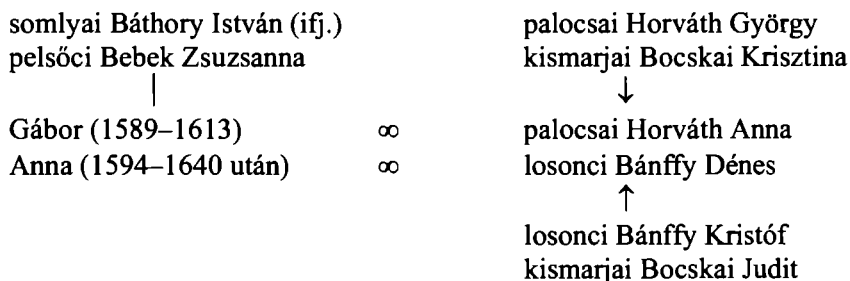 somlyai Báthory István (ifj.) palocsai Horváth György
pelsőci Bebek Zsuzsanna kismarjai Bocskai Krisztina
Gábor (1589–1613) ∞ palocsai Horváth Anna
Anna (1594–1640 után) ∞ losonci Bánffy Dénes
losonci Bánffy Kristóf
kismarjai Bocskai Judit